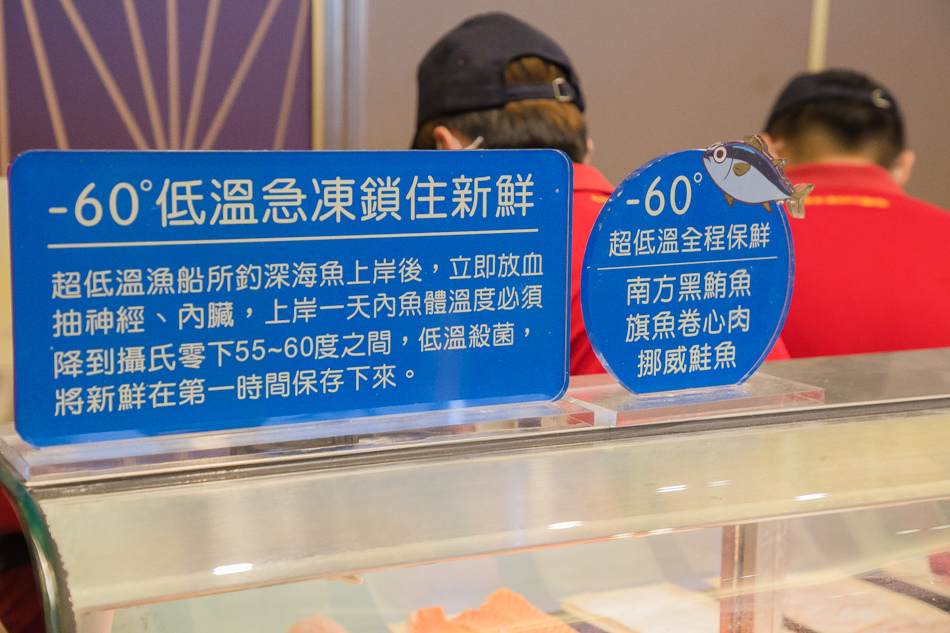 -60°低溫急凍鎖住新鮮
超低溫漁船所釣深海魚上岸後，立即放血
抽神經、內臟，上岸一天內魚體溫度必須
降到攝氏零下55~60度之間，低溫殺菌，
將新鮮在第一時間保存下來。
-60°
超低溫全程保鮮
南方黑鮪魚
旗魚卷心肉
挪威鮭魚